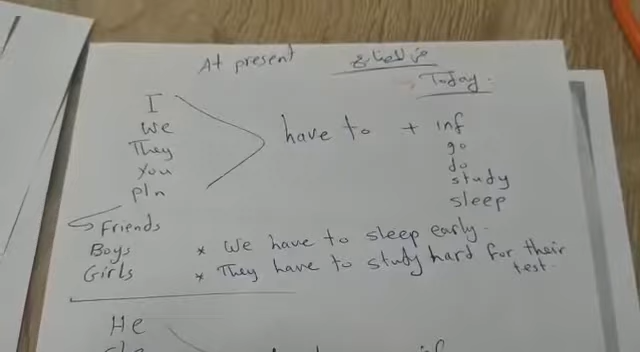 At present
Today.
I
we
They
you
pln
have to + inf
go
do
study
sleep
Friends
Boys
Girls
* We have to sleep early.
* They have to study hard for their test.
He